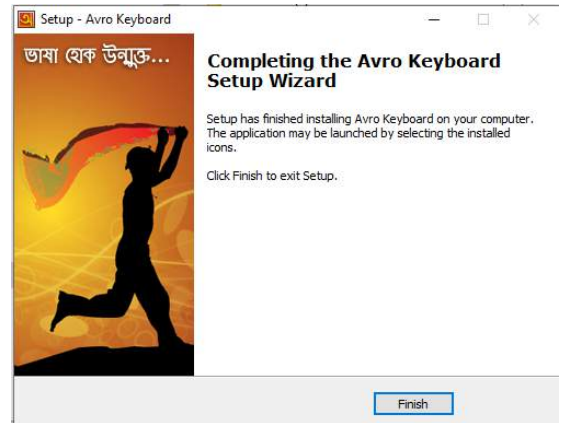 Setup - Avro Keyboard
ভাষা হোক উন্মুক্ত...
Completing the Avro Keyboard
Setup Wizard
Setup has finished installing Avro Keyboard on your computer.
The application may be launched by selecting the installed
icons.
Click Finish to exit Setup.
Finish